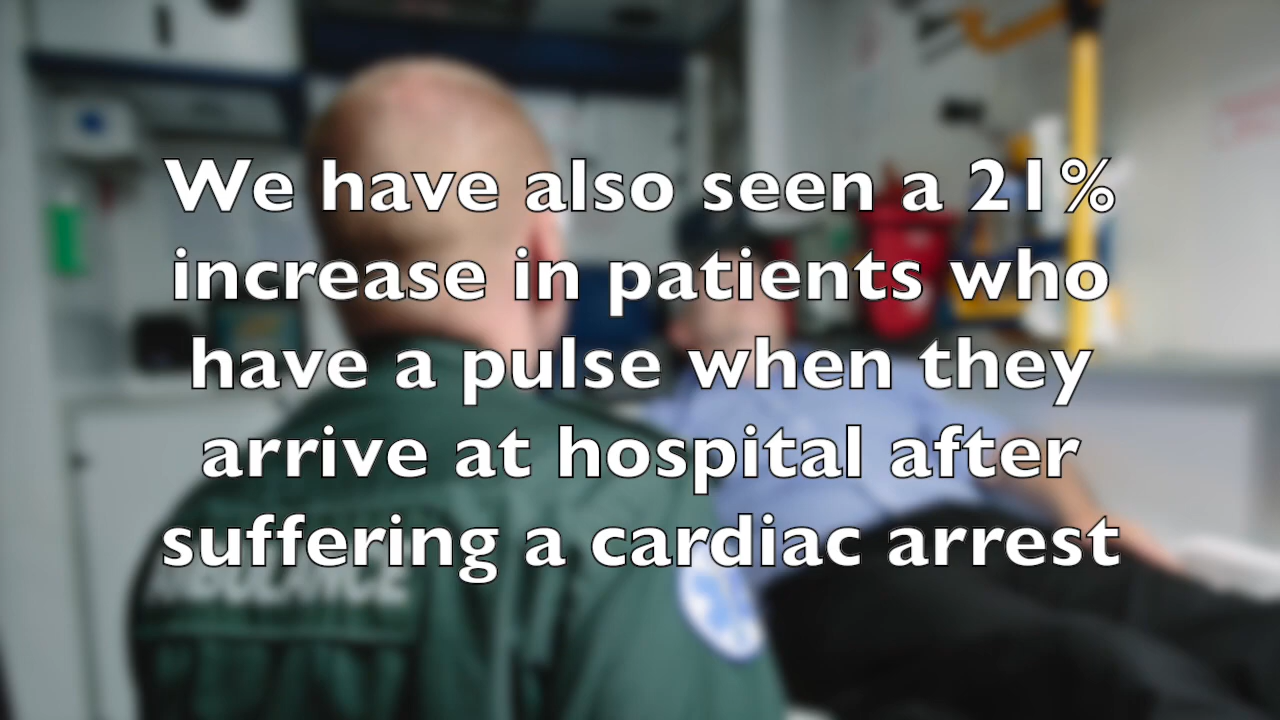 We have also seen a 21%
increase in patients who
have a pulse when they
arrive at hospital after
suffering a cardiac arrest
AMBULANCE